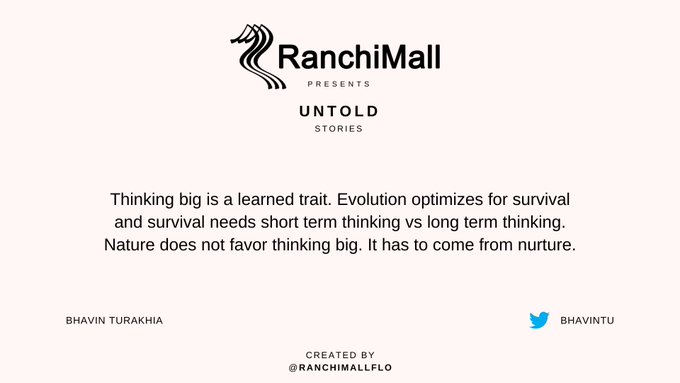 RanchiMall
PRESENTS
UNTOLD
STORIES
Thinking big is a learned trait. Evolution optimizes for survival
and survival needs short term thinking vs long term thinking.
Nature does not favor thinking big. It has to come from nurture.
BHAVIN TURAKHIA
BHAVINTU
CREATED BY
@RANCHIMALLFLO